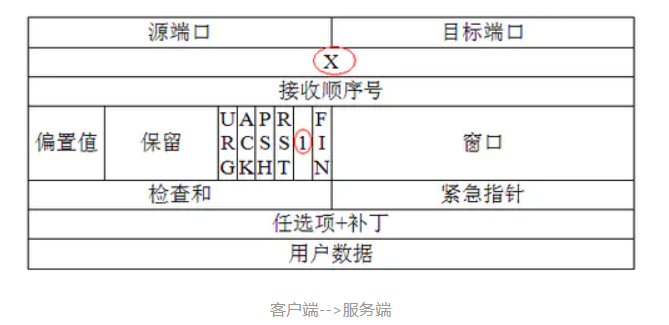 源端口 目标端口
X
接收顺序号
偏置值 保留 URG ACK PSH RST 1 FIN 窗口
检查和 紧急指针
任选项+补丁
用户数据
客户端-->服务端